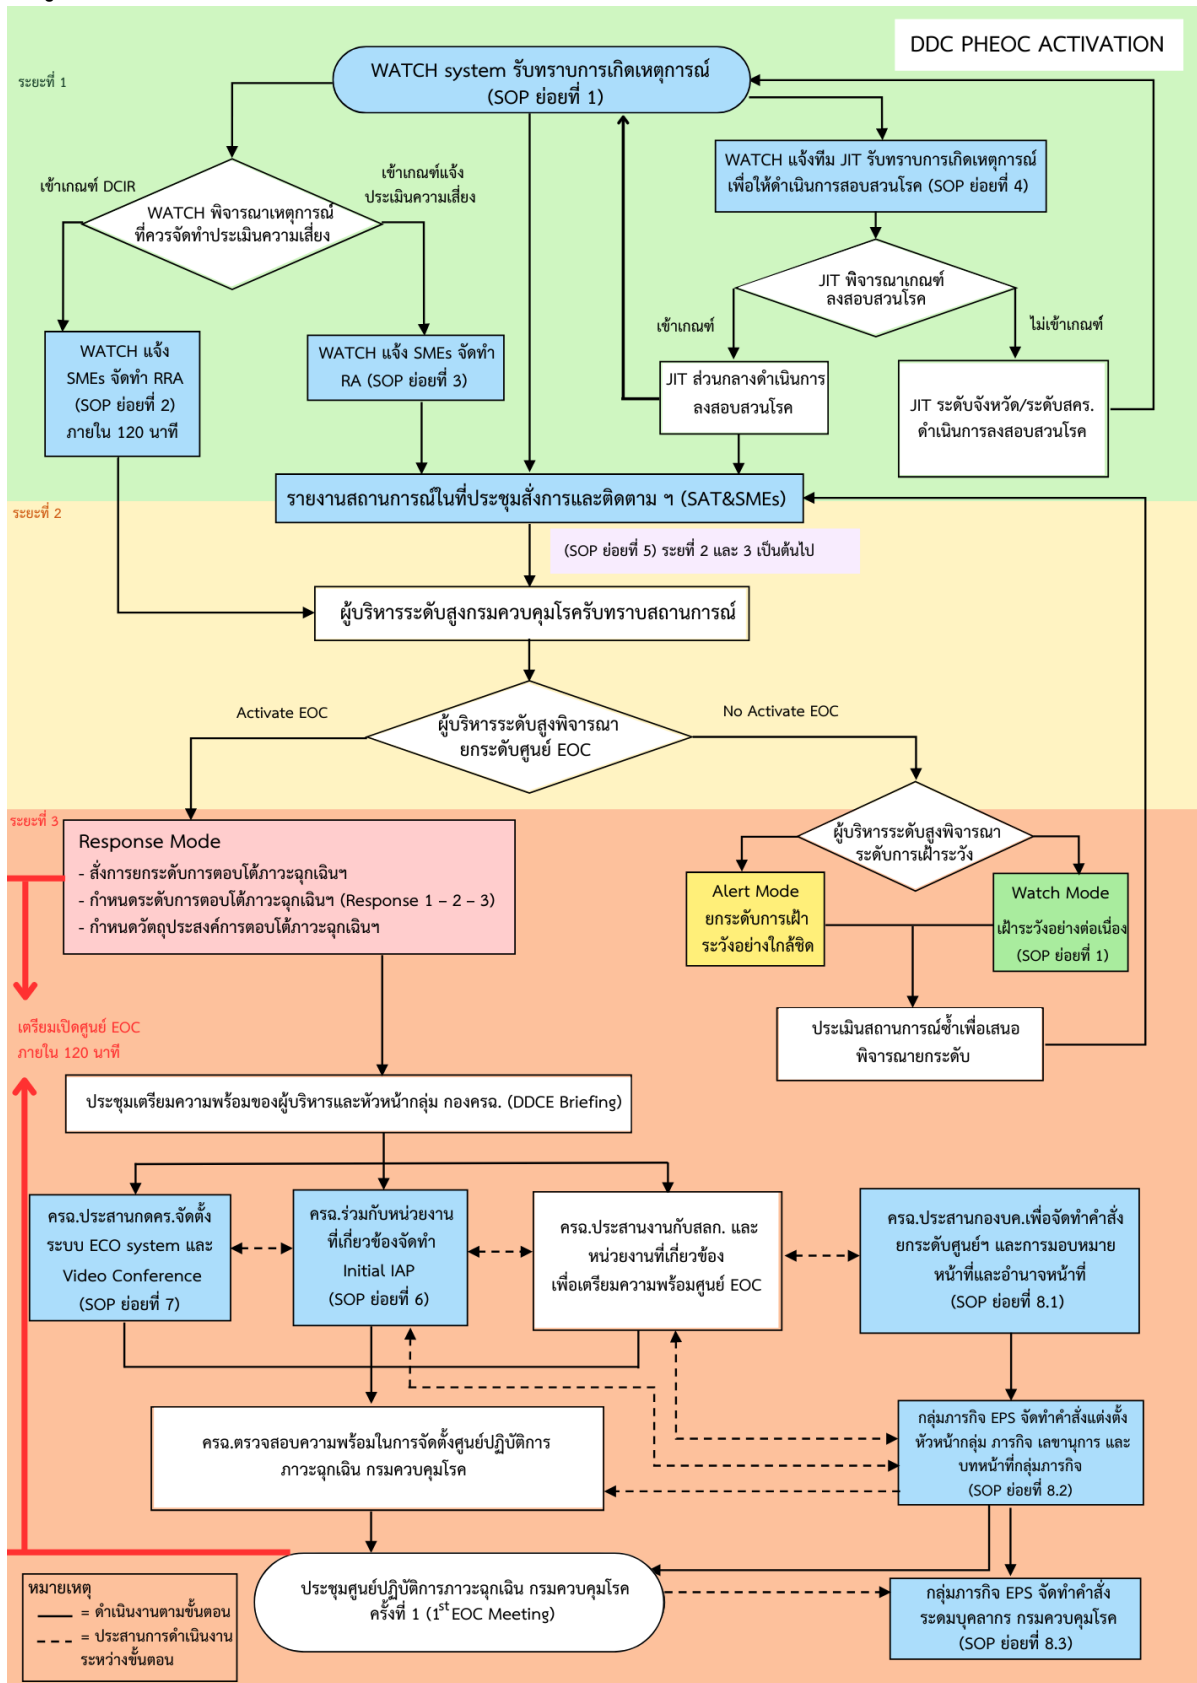 DDC PHEOC ACTIVATION
ระยะที่ 1
WATCH system รับทราบการเกิดเหตุการณ์
(SOP ย่อยที่ 1)
WATCH แจ้งทีม JIT รับทราบการเกิดเหตุการณ์
เพื่อให้ดำเนินการสอบสวนโรค (SOP ย่อยที่ 4)
เข้าเกณฑ์ DCIR
เข้าเกณฑ์แจ้ง
ประเมินความเสี่ยง
WATCH พิจารณาเหตุการณ์
ที่ควรจัดทำประเมินความเสี่ยง
JIT พิจารณาเกณฑ์
ลงสอบสวนโรค
เข้าเกณฑ์
ไม่เข้าเกณฑ์
WATCH แจ้ง
SMEs จัดทำ RRA
(SOP ย่อยที่ 2)
ภายใน 120 นาที
WATCH แจ้ง SMEs จัดทำ
RA (SOP ย่อยที่ 3)
JIT ส่วนกลางดำเนินการ
ลงสอบสวนโรค
JIT ระดับจังหวัด/ระดับสคร.
ดำเนินการลงสอบสวนโรค
รายงานสถานการณ์ในที่ประชุมสั่งการและติดตาม ฯ (SAT&SMEs)
ระยะที่ 2
(SOP ย่อยที่ 5) ระยที่ 2 และ 3 เป็นต้นไป
ผู้บริหารระดับสูงกรมควบคุมโรครับทราบสถานการณ์
Activate EOC
No Activate EOC
ผู้บริหารระดับสูงพิจารณา
ยกระดับศูนย์ EOC
ระยะที่ 3
Response Mode
- สั่งการยกระดับการตอบโต้ภาวะฉุกเฉินฯ
- กำหนดระดับการตอบโต้ภาวะฉุกเฉินฯ (Response 1 – 2 – 3)
- กำหนดวัตถุประสงค์การตอบโต้ภาวะฉุกเฉินฯ
ผู้บริหารระดับสูงพิจารณา
ระดับการเฝ้าระวัง
Alert Mode
ยกระดับการเฝ้า
ระวังอย่างใกล้ชิด
Watch Mode
เฝ้าระวังอย่างต่อเนื่อง
(SOP ย่อยที่ 1)
เตรียมเปิดศูนย์ EOC
ภายใน 120 นาที
ประเมินสถานการณ์ซ้ำเพื่อเสนอ
พิจารณายกระดับ
ประชุมเตรียมความพร้อมของผู้บริหารและหัวหน้ากลุ่ม กองครฉ. (DDCE Briefing)
ครฉ.ประสานกดคร.จัดตั้ง
ระบบ ECO system และ
Video Conference
(SOP ย่อยที่ 7)
ครฉ.ร่วมกับหน่วยงาน
ที่เกี่ยวข้องจัดทำ
Initial IAP
(SOP ย่อยที่ 6)
ครฉ.ประสานงานกับสลก. และ
หน่วยงานที่เกี่ยวข้อง
เพื่อเตรียมความพร้อมศูนย์ EOC
ครฉ.ประสานกองบค.เพื่อจัดทำคำสั่ง
ยกระดับศูนย์ฯ และการมอบหมาย
หน้าที่และอำนาจหน้าที่
(SOP ย่อยที่ 8.1)
ครฉ.ตรวจสอบความพร้อมในการจัดตั้งศูนย์ปฏิบัติการ
ภาวะฉุกเฉิน กรมควบคุมโรค
กลุ่มภารกิจ EPS จัดทำคำสั่งแต่งตั้ง
หัวหน้ากลุ่ม ภารกิจ เลขานุการ และ
บทหน้าที่กลุ่มภารกิจ
(SOP ย่อยที่ 8.2)
ประชุมศูนย์ปฏิบัติการภาวะฉุกเฉิน กรมควบคุมโรค
ครั้งที่ 1 (1st EOC Meeting)
กลุ่มภารกิจ EPS จัดทำคำสั่ง
ระดมบุคลากร กรมควบคุมโรค
(SOP ย่อยที่ 8.3)
หมายเหตุ
= ดำเนินงานตามขั้นตอน
= ประสานการดำเนินงาน
ระหว่างขั้นตอน